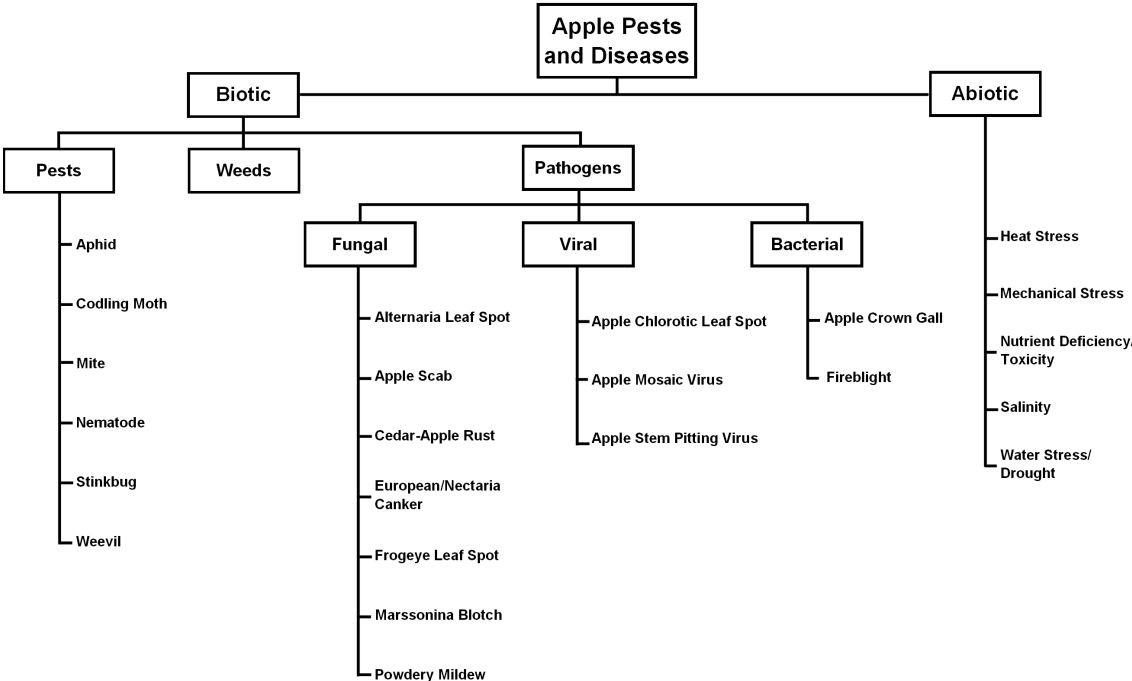 Apple Pests
and Diseases
Biotic
Abiotic
Pests
Weeds
Pathogens
Fungal
Viral
Bacterial
Aphid
Codling Moth
Mite
Nematode
Stinkbug
Weevil
Alternaria Leaf Spot
Apple Scab
Cedar-Apple Rust
European/Nectaria
Canker
Frogeye Leaf Spot
Marssonina Blotch
Powdery Mildew
Apple Chlorotic Leaf Spot
Apple Mosaic Virus
Apple Stem Pitting Virus
Apple Crown Gall
Fireblight
Heat Stress
Mechanical Stress
Nutrient Deficiency/
Toxicity
Salinity
Water Stress/
Drought